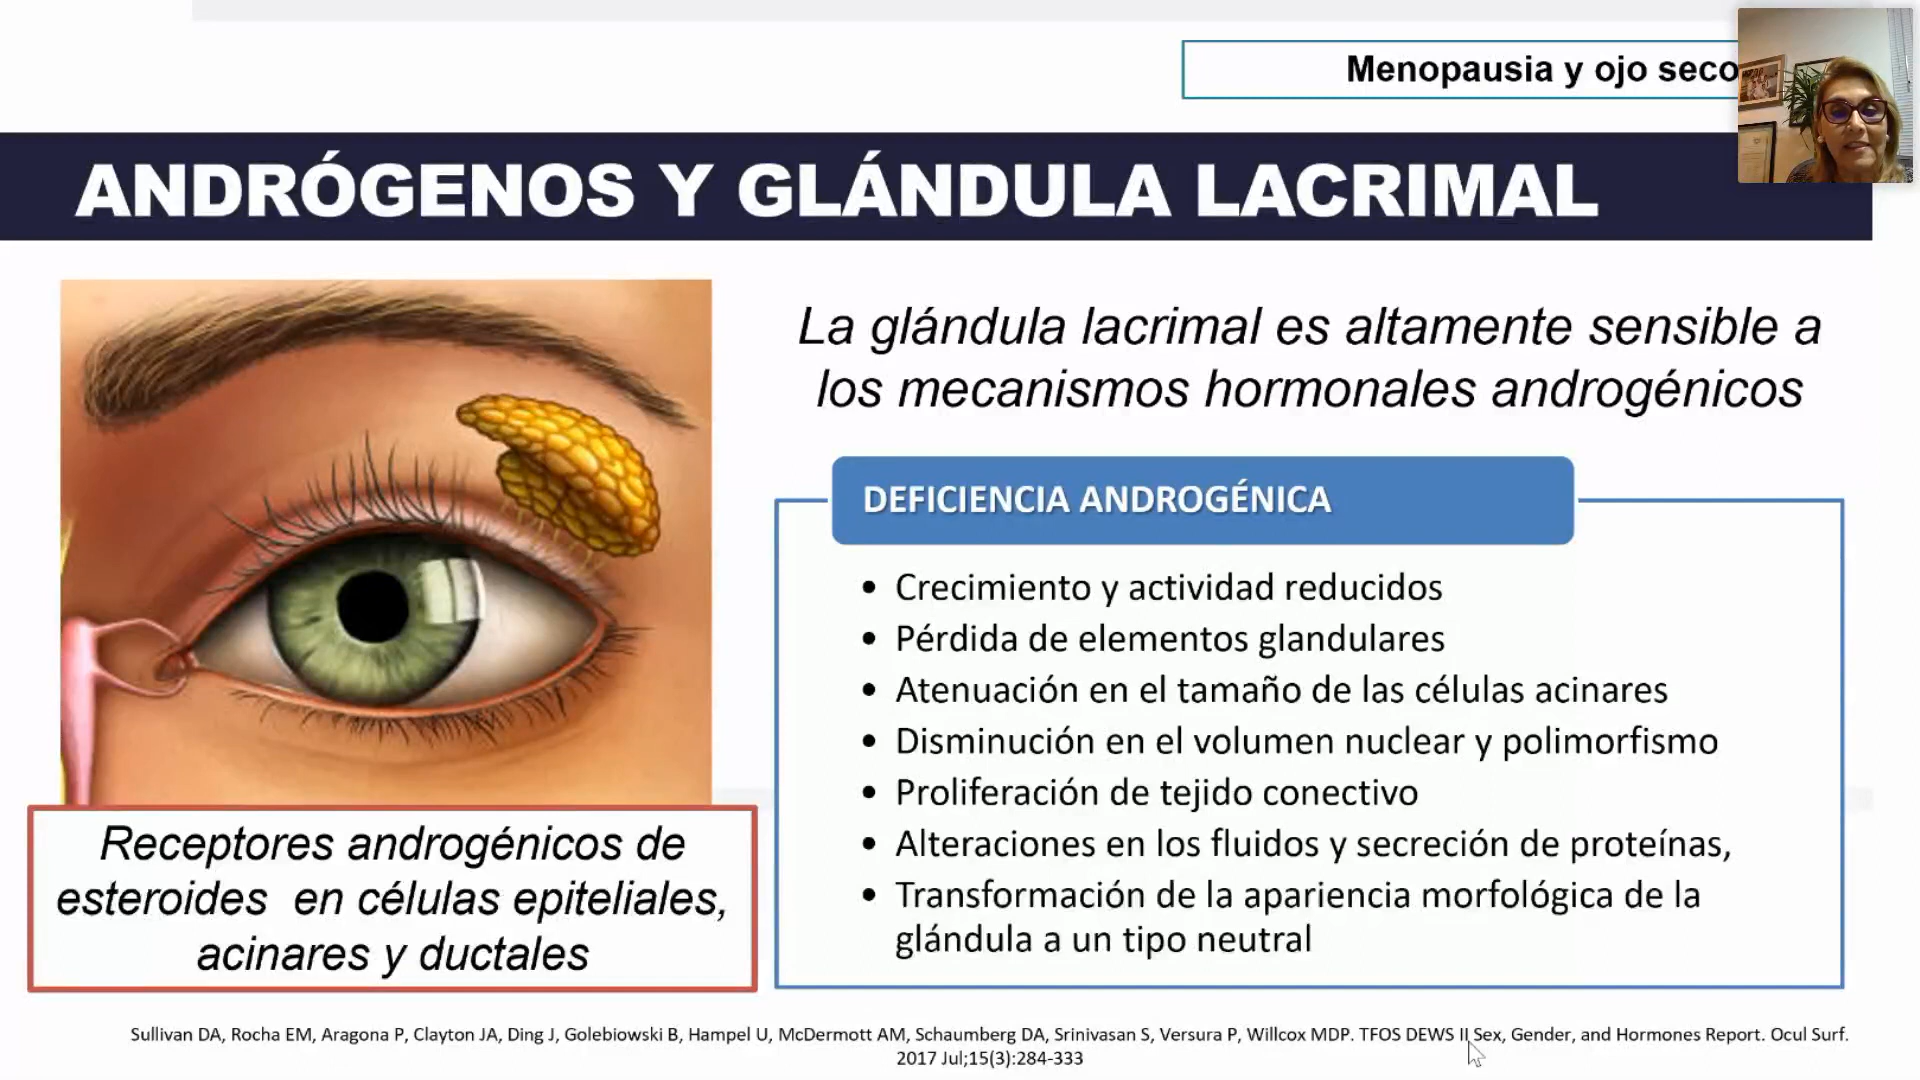 Menopausia y ojo seco
ANDRÓGENOS Y GLÁNDULA LACRIMAL
La glándula lacrimal es altamente sensible a
los mecanismos hormonales androgénicos
DEFICIENCIA ANDROGÉNICA
• Crecimiento y actividad reducidos
• Pérdida de elementos glandulares
• Atenuación en el tamaño de las células acinares
• Disminución en el volumen nuclear y polimorfismo
• Proliferación de tejido conectivo
• Alteraciones en los fluidos y secreción de proteínas,
• Transformación de la apariencia morfológica de la
glándula a un tipo neutral
Receptores androgénicos de
esteroides en células epiteliales,
acinares y ductales
Sullivan DA, Rocha EM, Aragona P, Clayton JA, Ding J, Golebiowski B, Hampel U, McDermott AM, Schaumberg DA, Srinivasan S, Versura P, Willcox MDP. TFOS DEWS II Sex, Gender, and Hormones Report. Ocul Surf.
2017 Jul;15(3):284-333